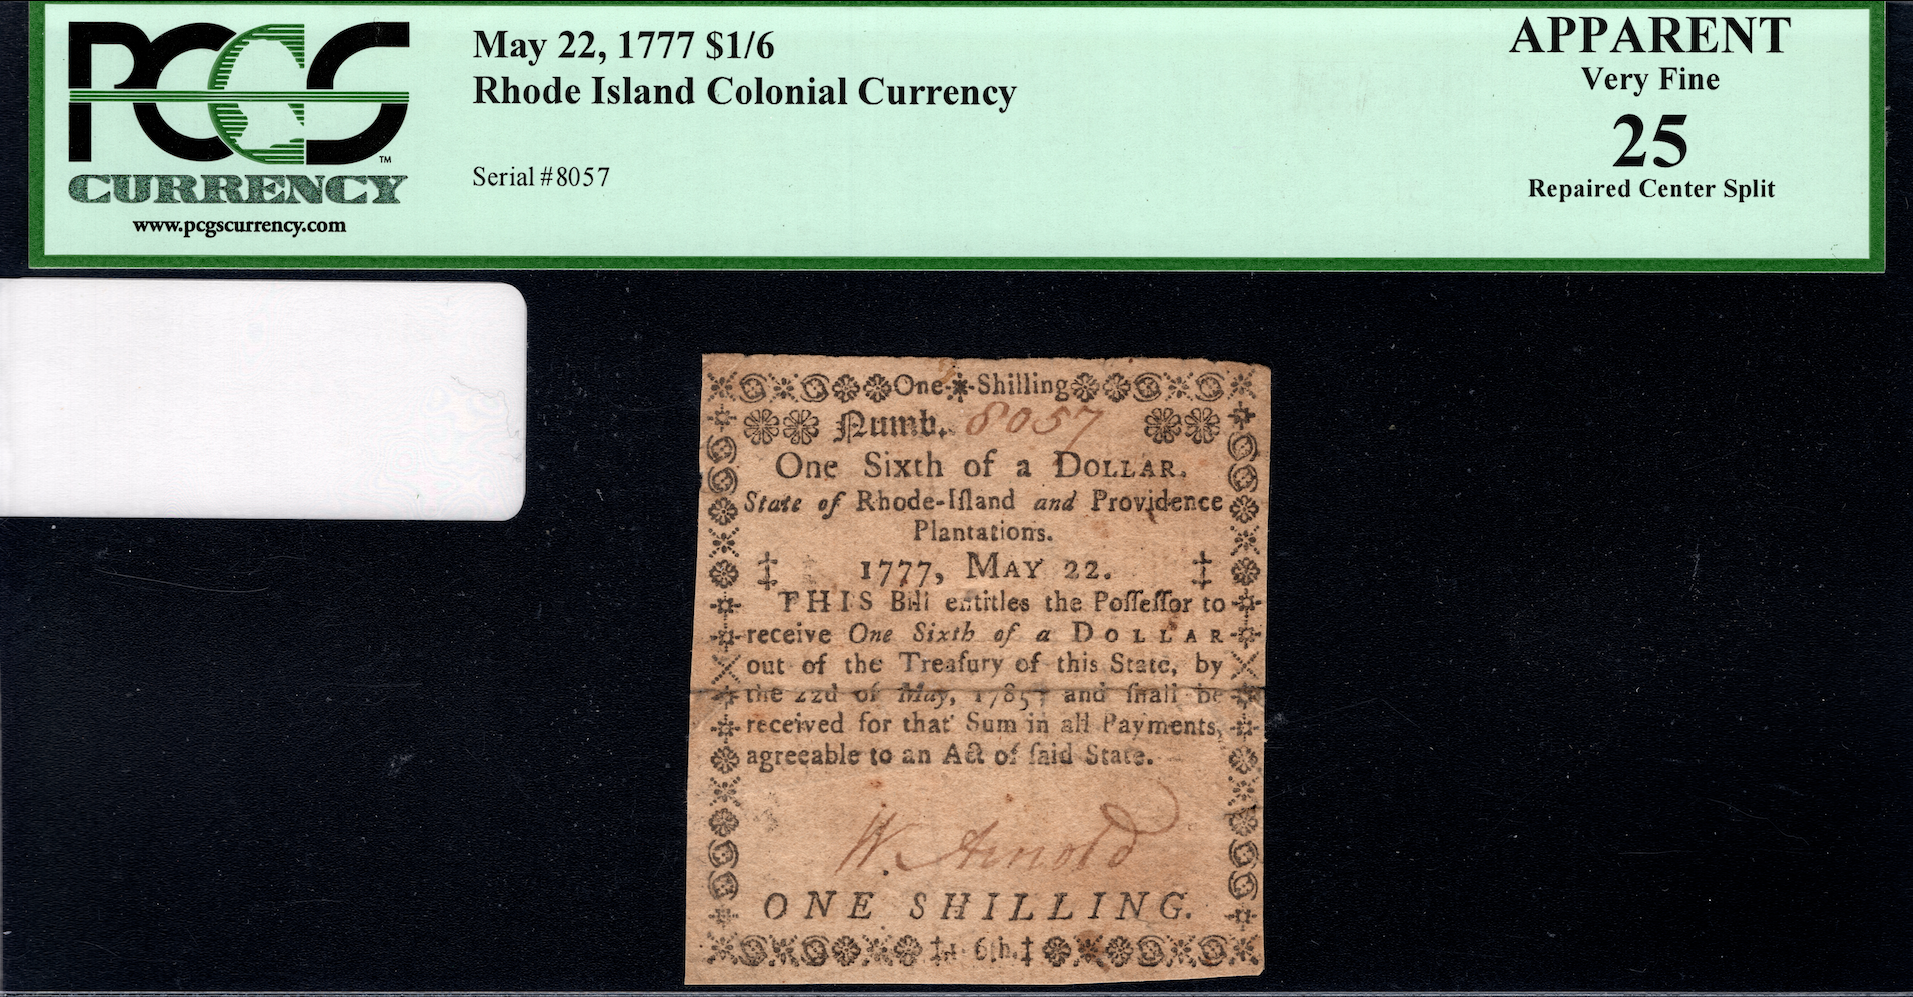 PCGS
™
CURRENCY
www.pcgscurrency.com
May 22, 1777 $1/6
Rhode Island Colonial Currency
Serial #8057
APPARENT
Very Fine
25
Repaired Center Split
One Shilling
Numb. 8057
One Sixth of a DOLLAR.
State of Rhode-Iſland and Providence
Plantations.
‡ 1777, MAY 22. ‡
THIS Bill entitles the Poſſeſſor to
receive One Sixth of a DOLLAR
out of the Treaſury of this State, by
the 22d of May, 1785; and ſhall be
received for that Sum in all Payments,
agreeable to an Act of ſaid State.
W. Arnold
ONE SHILLING.
6th.